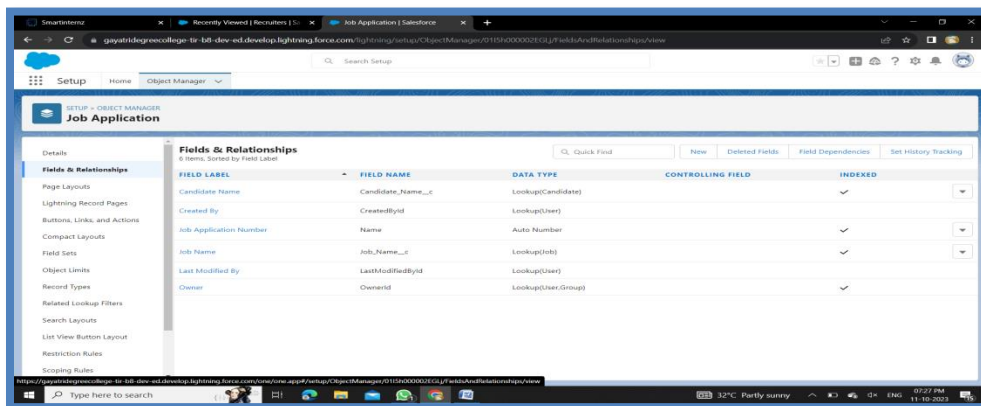 Smartinternz
Recently Viewed | Recruiters | Sa
Job Application | Salesforce
gayatridegreecollege-tir-b8-dev-ed.develop.lightning.force.com/lightning/setup/ObjectManager/01I5h000002EGLj/FieldsAndRelationships/view
Search Setup
Setup Home Object Manager
SETUP > OBJECT MANAGER
Job Application
Details
Fields & Relationships
Page Layouts
Lightning Record Pages
Buttons, Links, and Actions
Compact Layouts
Field Sets
Object Limits
Record Types
Related Lookup Filters
Search Layouts
List View Button Layout
Restriction Rules
Scoping Rules
Fields & Relationships
6 Items, Sorted by Field Label
Quick Find New Deleted Fields Field Dependencies Set History Tracking
FIELD LABEL FIELD NAME DATA TYPE CONTROLLING FIELD INDEXED
Candidate Name Candidate_Name__c Lookup(Candidate)
Created By CreatedById Lookup(User)
Job Application Number Name Auto Number
Job Name Job_Name__c Lookup(Job)
Last Modified By LastModifiedById Lookup(User)
Owner OwnerId Lookup(User,Group)
https://gayatridegreecollege-tir-b8-dev-ed.develop.lightning.force.com/one/one.app#/setup/ObjectManager/01I5h000002EGLj/FieldsAndRelationships/view
Type here to search
32°C Partly sunny
ENG
07:27 PM
11-10-2023